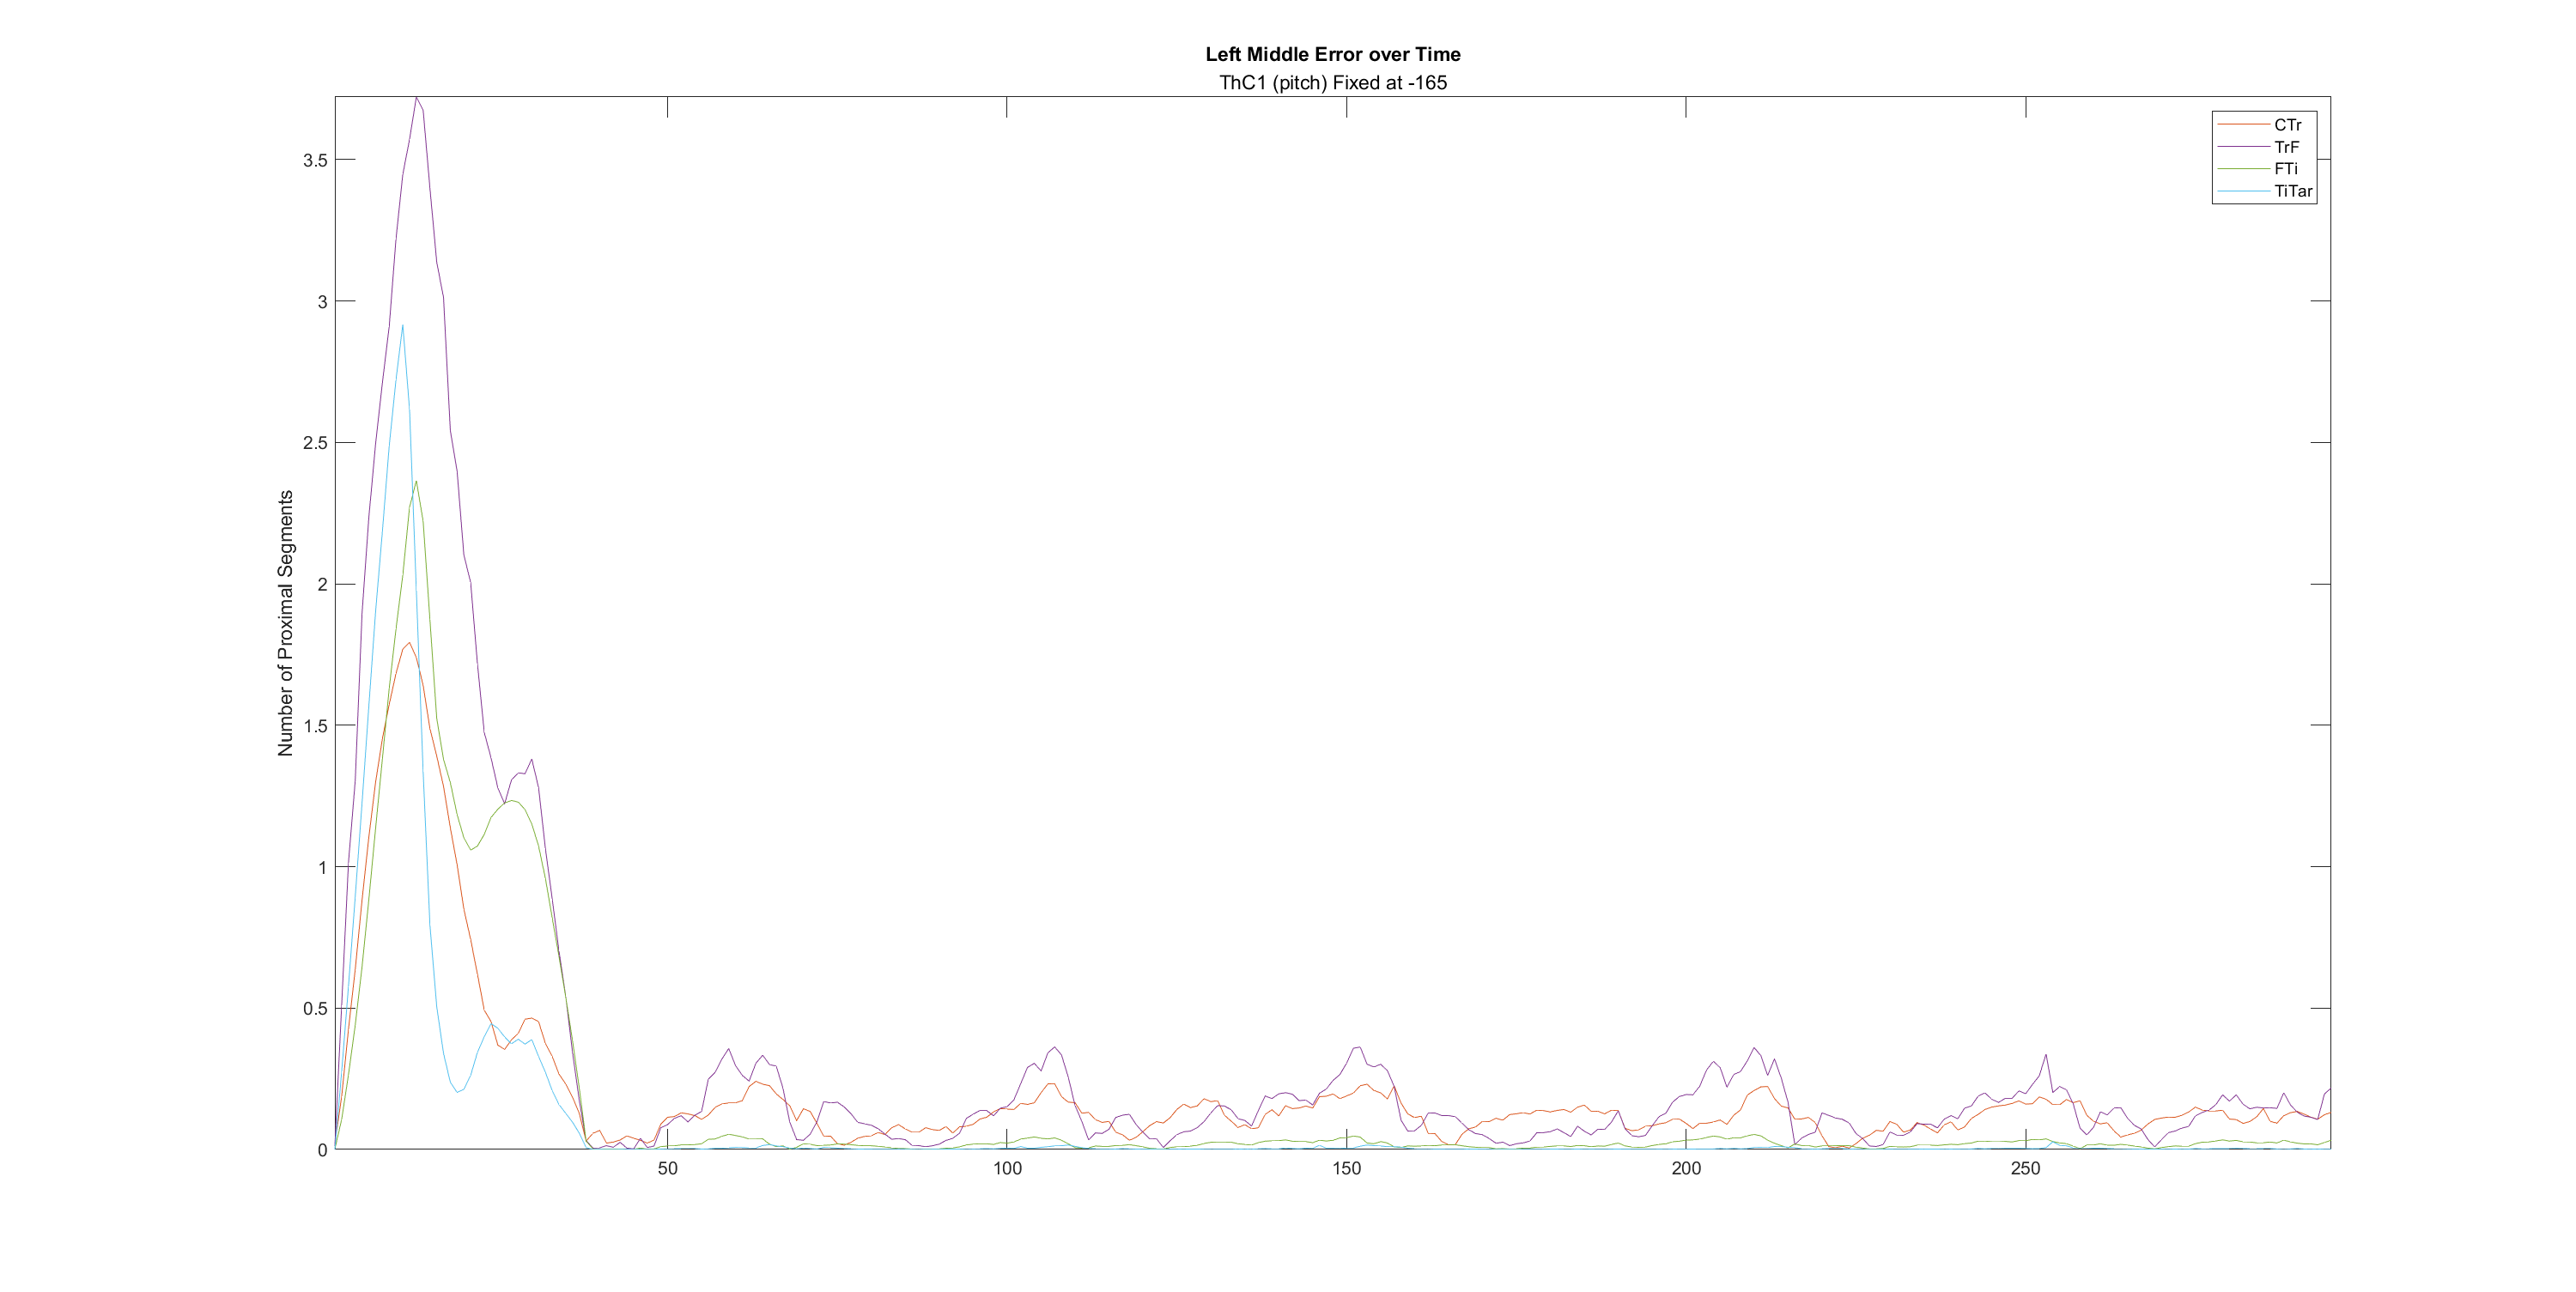 Left Middle Error over Time
ThC1 (pitch) Fixed at -165
CTr
TrF
FTi
TiTar
Number of Proximal Segments
3.5
3
2.5
2
1.5
1
0.5
0
50
100
150
200
250